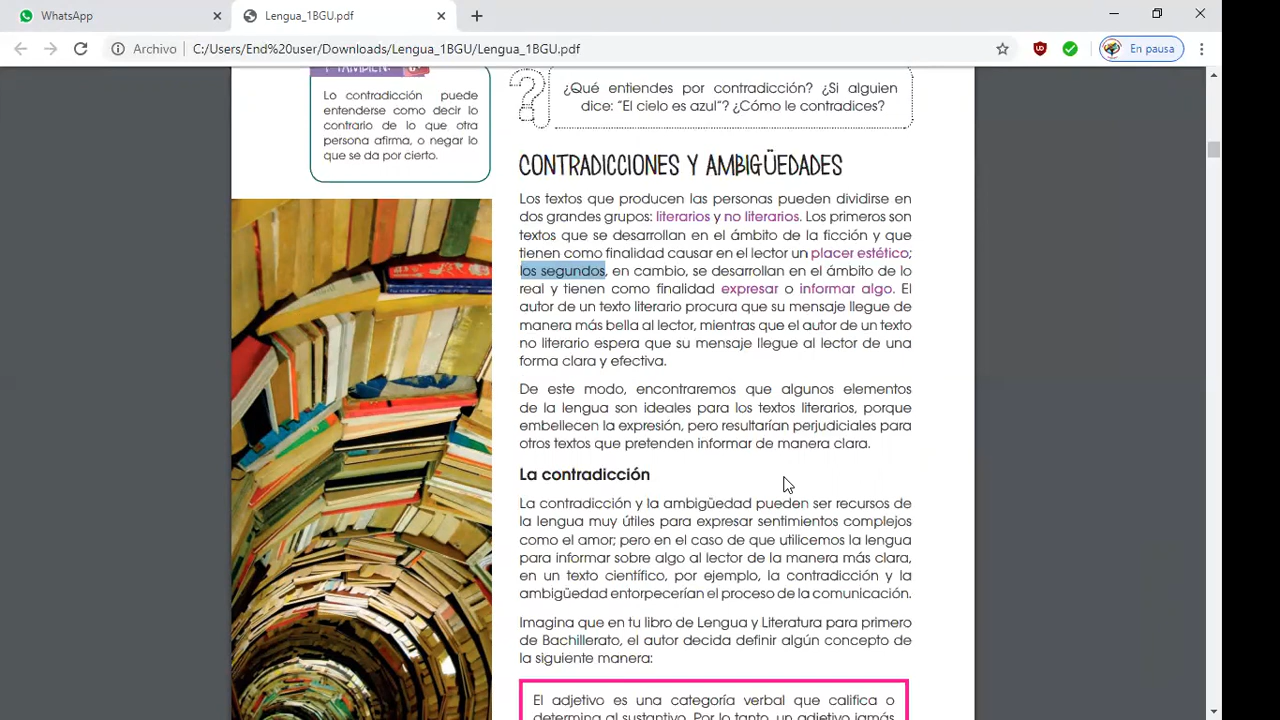 WhatsApp
Lengua_1BGU.pdf
Archivo
C:/Users/End%20user/Downloads/Lengua_1BGU/Lengua_1BGU.pdf
En pausa
Y TAMBIÉN:
Lo contradicción puede
entenderse como decir lo
contrario de lo que otra
persona afirma, o negar lo
que se da por cierto.
¿Qué entiendes por contradicción? ¿Si alguien
dice: “El cielo es azul”? ¿Cómo le contradices?
CONTRADICCIONES Y AMBIGÜEDADES
Los textos que producen las personas pueden dividirse en
dos grandes grupos: literarios y no literarios. Los primeros son
textos que se desarrollan en el ámbito de la ficción y que
tienen como finalidad causar en el lector un placer estético;
los segundos, en cambio, se desarrollan en el ámbito de lo
real y tienen como finalidad expresar o informar algo. El
autor de un texto literario procura que su mensaje llegue de
manera más bella al lector, mientras que el autor de un texto
no literario espera que su mensaje llegue al lector de una
forma clara y efectiva.
De este modo, encontraremos que algunos elementos
de la lengua son ideales para los textos literarios, porque
embellecen la expresión, pero resultarían perjudiciales para
otros textos que pretenden informar de manera clara.
La contradicción
La contradicción y la ambigüedad pueden ser recursos de
la lengua muy útiles para expresar sentimientos complejos
como el amor; pero en el caso de que utilicemos la lengua
para informar sobre algo al lector de la manera más clara,
en un texto científico, por ejemplo, la contradicción y la
ambigüedad entorpecerían el proceso de la comunicación.
Imagina que en tu libro de Lengua y Literatura para primero
de Bachillerato, el autor decida definir algún concepto de
la siguiente manera:
El adjetivo es una categoría verbal que califica o
determina al sustantivo. Por lo tanto, un adjetivo jamás